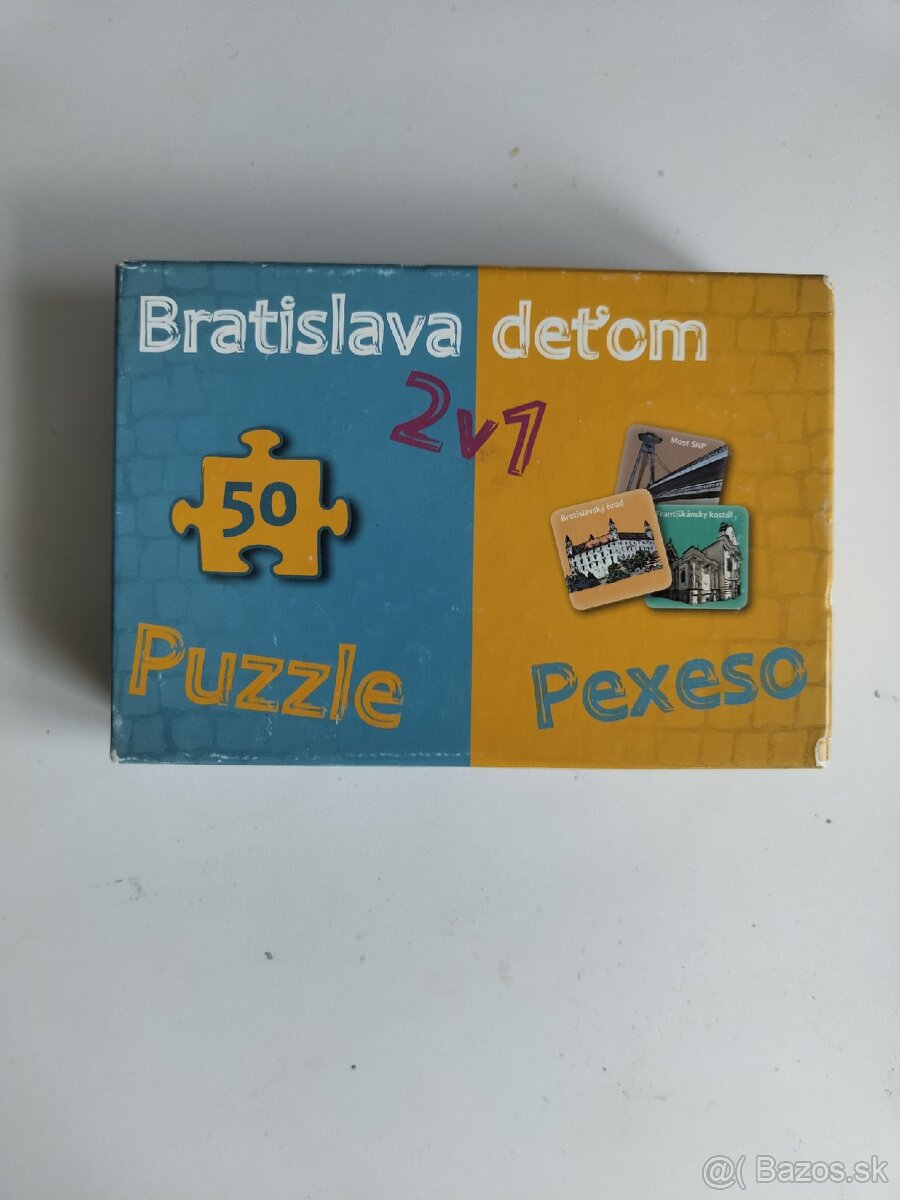 Bratislava deťom
2v1
50
Most SNP
Bratislavský hrad
Františkánsky kostol
Puzzle
Pexeso
@( Bazos.sk